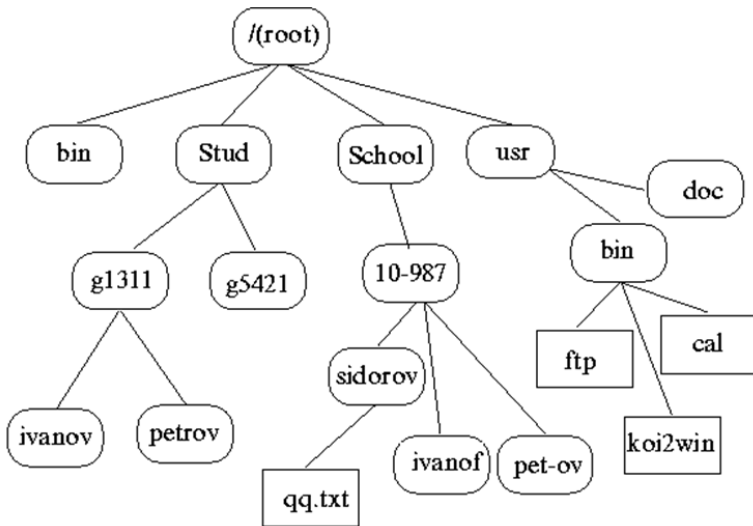 /(root)
bin
Stud
School
usr
doc
g1311
g5421
10-987
bin
ftp
cal
sidorov
ivanov
petrov
koi2win
ivanof
pet-ov
qq.txt